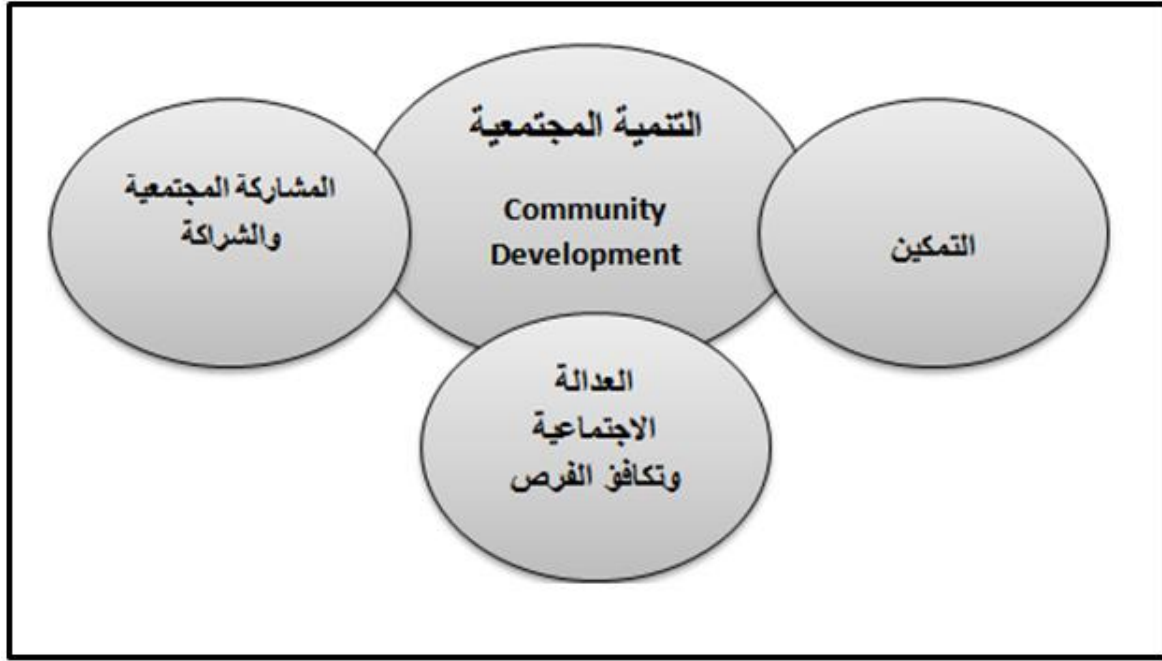 التنمية المجتمعية
Community
Development
التمكين
المشاركة المجتمعية
والشراكة
العدالة
الاجتماعية
وتكافؤ الفرص